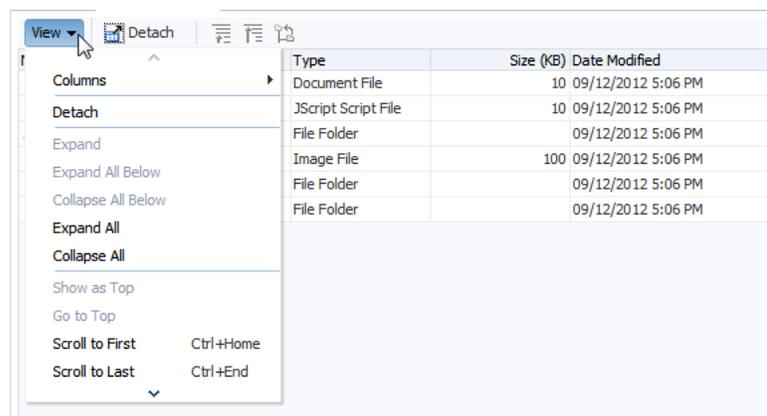 View Detach
Type Size (KB) Date Modified
Columns Document File 10 09/12/2012 5:06 PM
Detach JScript Script File 10 09/12/2012 5:06 PM
Expand File Folder 09/12/2012 5:06 PM
Expand All Below Image File 100 09/12/2012 5:06 PM
Collapse All Below File Folder 09/12/2012 5:06 PM
Expand All File Folder 09/12/2012 5:06 PM
Collapse All
Show as Top
Go to Top
Scroll to First Ctrl+Home
Scroll to Last Ctrl+End